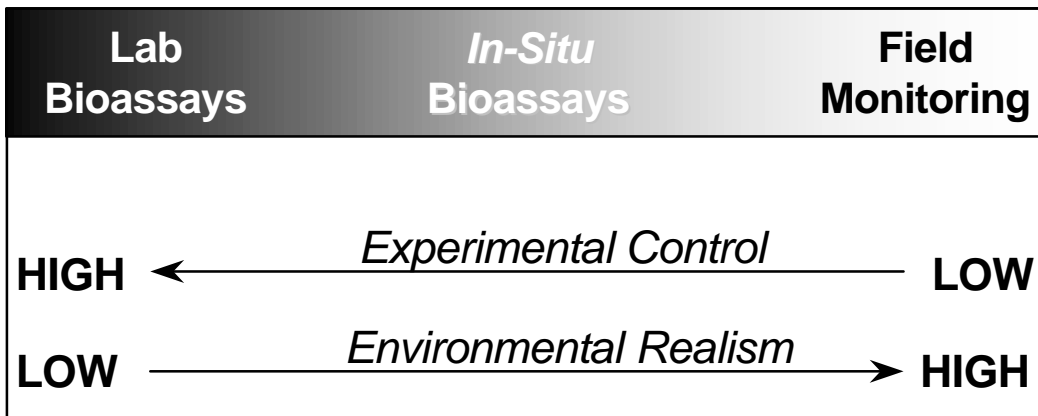 Lab
Bioassays
In-Situ
Bioassays
Field
Monitoring
HIGH Experimental Control LOW
LOW Environmental Realism HIGH